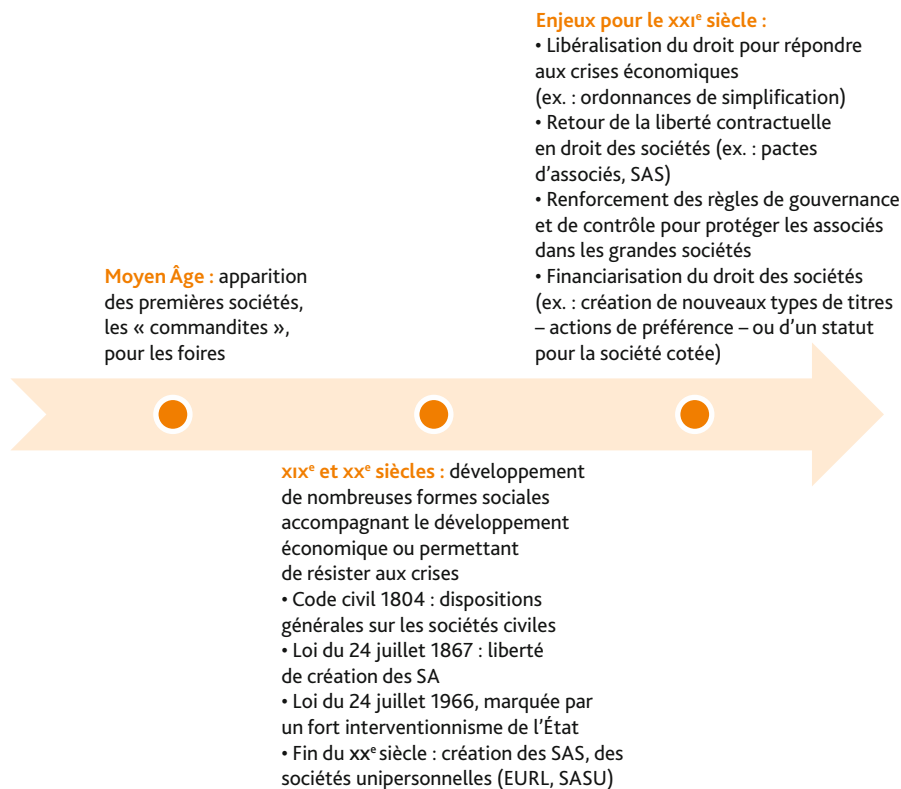 Moyen Âge : apparition
des premières sociétés,
les « commandites »,
pour les foires
XIXe et XXe siècles : développement
de nombreuses formes sociales
accompagnant le développement
économique ou permettant
de résister aux crises
• Code civil 1804 : dispositions
générales sur les sociétés civiles
• Loi du 24 juillet 1867 : liberté
de création des SA
• Loi du 24 juillet 1966, marquée par
un fort interventionnisme de l’État
• Fin du XXe siècle : création des SAS, des
sociétés unipersonnelles (EURL, SASU)
Enjeux pour le XXIe siècle :
• Libéralisation du droit pour répondre
aux crises économiques
(ex. : ordonnances de simplification)
• Retour de la liberté contractuelle
en droit des sociétés (ex. : pactes
d’associés, SAS)
• Renforcement des règles de gouvernance
et de contrôle pour protéger les associés
dans les grandes sociétés
• Financiarisation du droit des sociétés
(ex. : création de nouveaux types de titres
– actions de préférence – ou d’un statut
pour la société cotée)